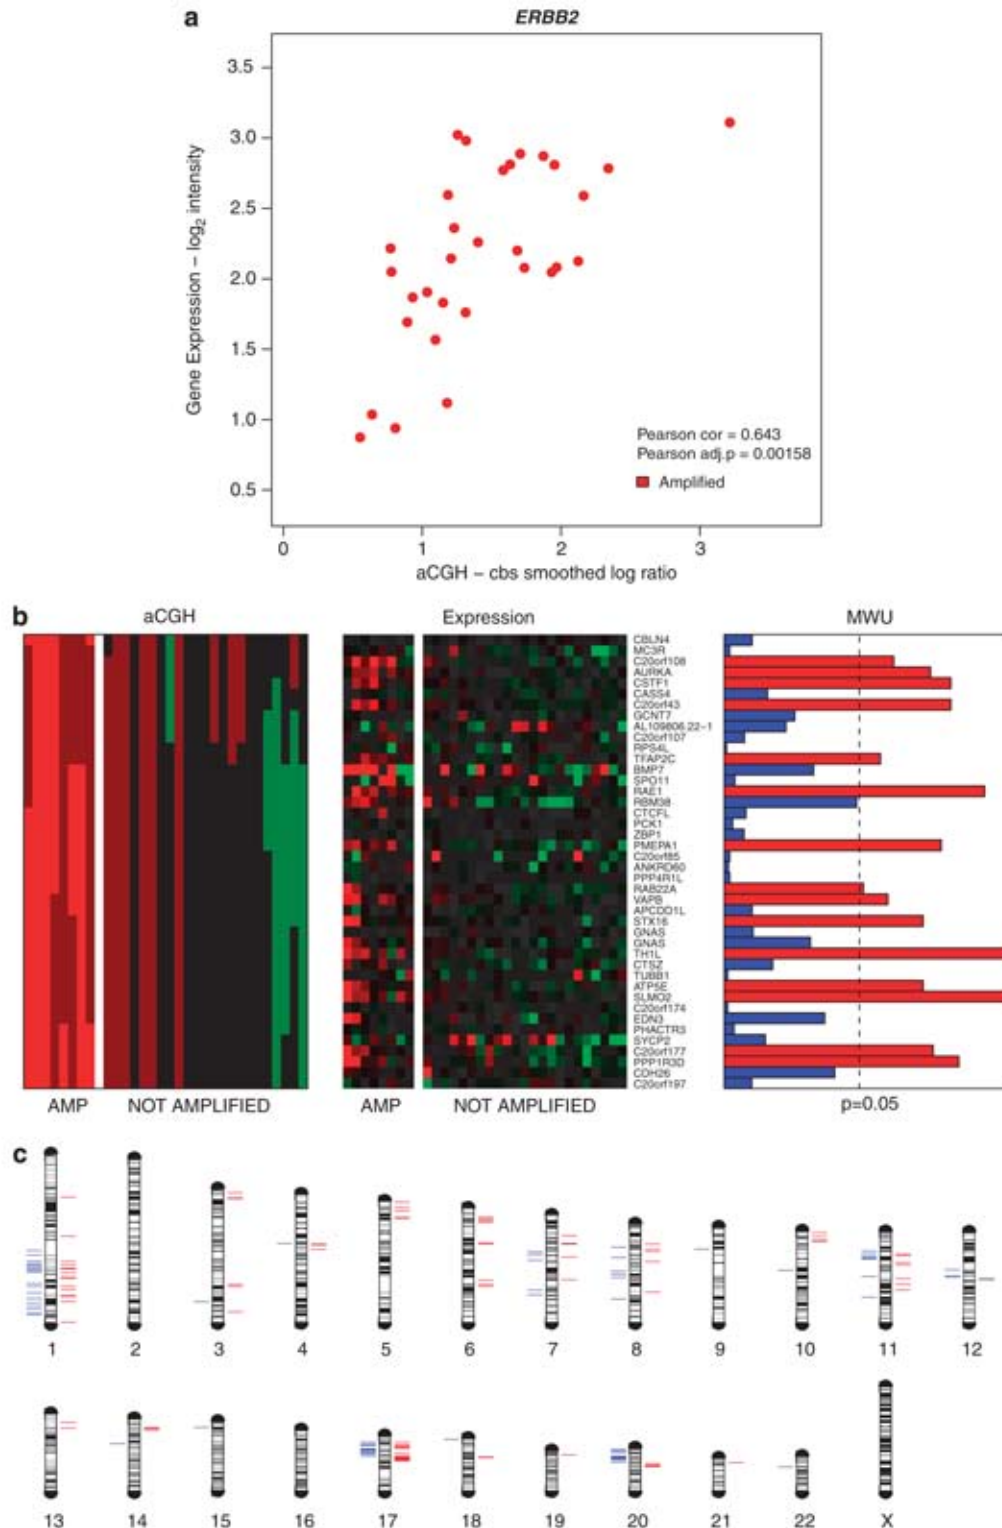 a
ERBB2
3.5
3.0
2.5
2.0
1.5
1.0
0.5
Gene Expression – log2 intensity
Pearson cor = 0.643
Pearson adj.p = 0.00158
Amplified
0 1 2 3
aCGH – cbs smoothed log ratio
b
aCGH Expression MWU
CBLN4
MC3R
C20orf108
AURKA
CSTF1
CASS4
C20orf43
GCNT7
AL109806.22-1
C20orf107
RPS4L
TFAP2C
BMP7
SPO11
RAE1
RBM38
CTCFL
PCK1
ZBP1
PMEPA1
C20orf85
ANKRD60
PPP4R1L
RAB22A
VAPB
APCDD1L
STX16
GNAS
GNAS
TH1L
CTSZ
TUBB1
ATP5E
SLMO2
C20orf174
EDN3
PHACTR3
SYCP2
C20orf177
PPP1R3D
CDH26
C20orf197
AMP NOT AMPLIFIED AMP NOT AMPLIFIED p=0.05
c
1 2 3 4 5 6 7 8 9 10 11 12
13 14 15 16 17 18 19 20 21 22 X